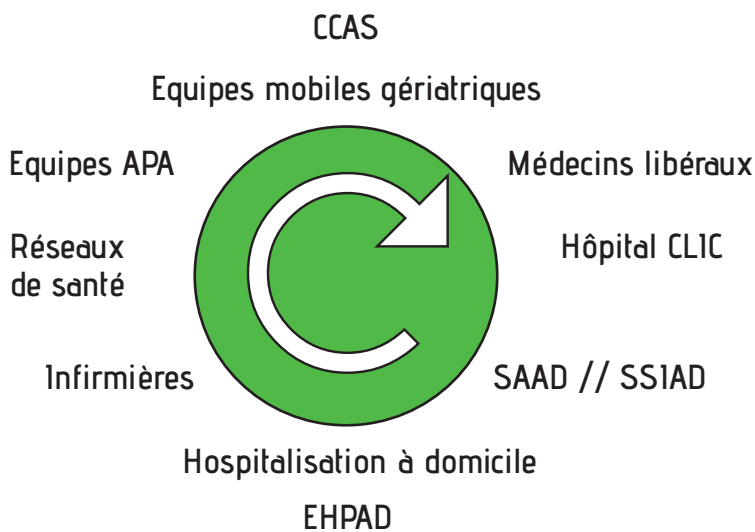 CCAS
Equipes mobiles gériatriques
Equipes APA
Médecins libéraux
Réseaux
de santé
Hôpital CLIC
Infirmières
SAAD // SSIAD
Hospitalisation à domicile
EHPAD